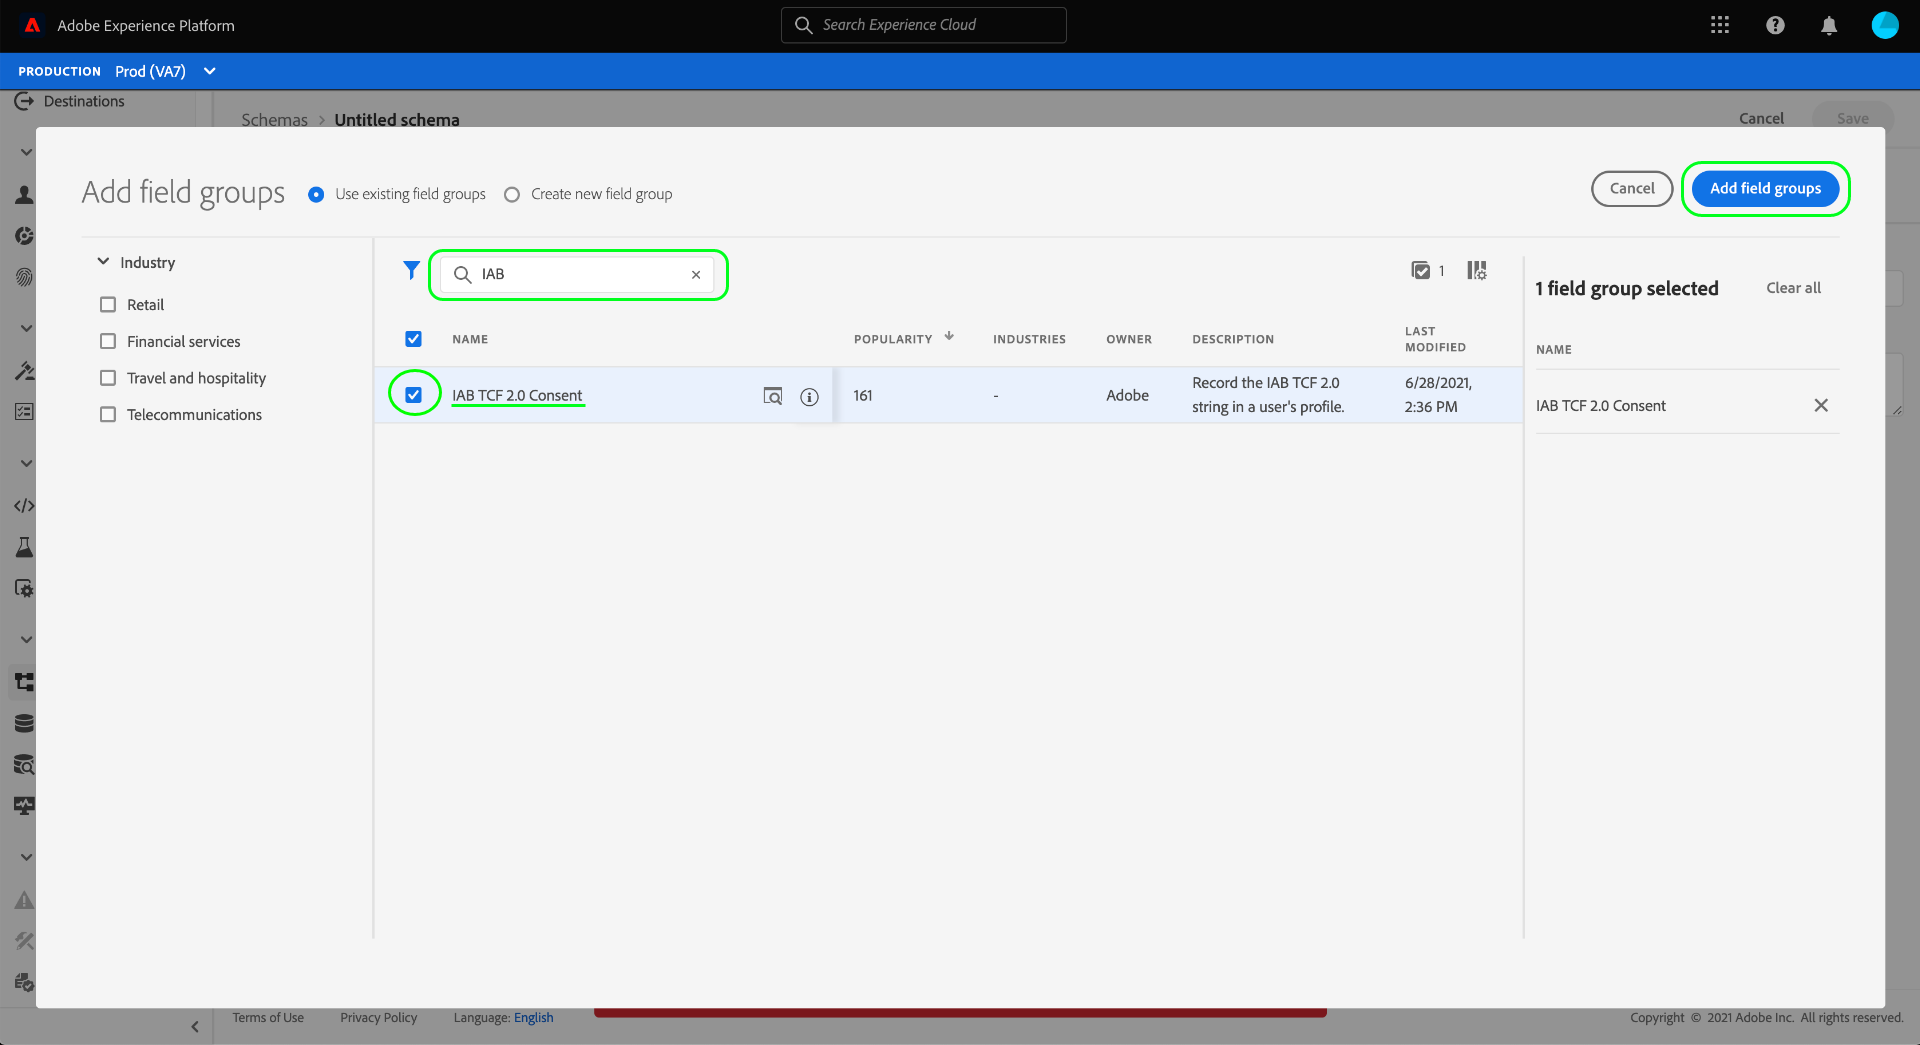 Adobe Experience Platform
Search Experience Cloud
PRODUCTION Prod (VA7)
Destinations
Schemas > Untitled schema
Cancel
Save
Add field groups
Use existing field groups
Create new field group
Cancel
Add field groups
Industry
Retail
Financial services
Travel and hospitality
Telecommunications
IAB
1
NAME
POPULARITY
INDUSTRIES
OWNER
DESCRIPTION
LAST
MODIFIED
IAB TCF 2.0 Consent
161
-
Adobe
Record the IAB TCF 2.0
string in a user's profile.
6/28/2021,
2:36 PM
1 field group selected
Clear all
NAME
IAB TCF 2.0 Consent
Terms of Use
Privacy Policy
Language: English
Copyright © 2021 Adobe Inc. All rights reserved.